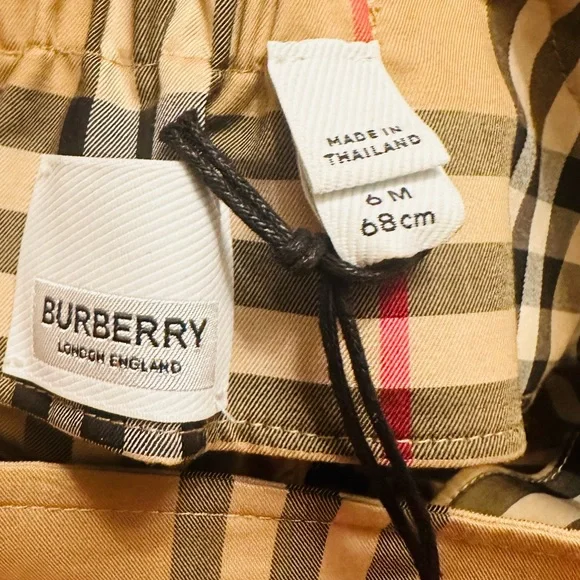 BURBERRY
LONDON ENGLAND
MADE IN
THAILAND
6 M
68cm